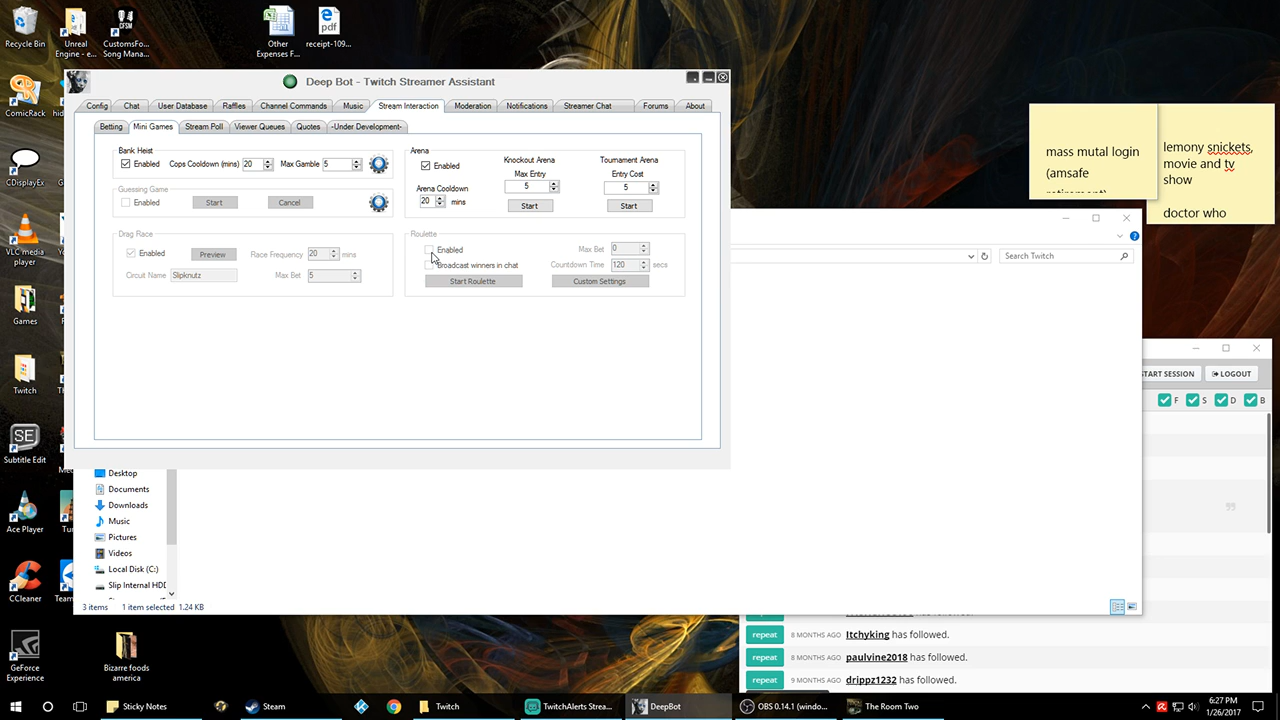 Recycle Bin
Unreal
Engine - e...
CustomsFo...
Song Mana...
Other
Expenses F...
receipt-109...
ComicRack
CDisplayEx
VLC media
player
Games
Twitch
Subtitle Edit
Ace Player
CCleaner
GeForce
Experience
Bizarre foods
america
Deep Bot - Twitch Streamer Assistant
Config Chat User Database Raffles Channel Commands Music Stream Interaction Moderation Notifications Streamer Chat Forums About
Betting Mini Games Stream Poll Viewer Queues Quotes -Under Development-
Bank Heist
Enabled Cops Cooldown (mins) 20 Max Gamble 5
Guessing Game
Enabled Start Cancel
Drag Race
Enabled Preview Race Frequency 20 mins
Circuit Name Slipknutz Max Bet 5
Arena
Enabled
Knockout Arena
Tournament Arena
Max Entry
Entry Cost
Arena Cooldown
5
5
20 mins
Start
Start
Roulette
Enabled Max Bet 0
Broadcast winners in chat Countdown Time 120 secs
Start Roulette Custom Settings
mass mutal login
(amsafe
retirement)
lemony snickets,
movie and tv
show
doctor who
Search Twitch
START SESSION LOGOUT
F S D B
Desktop
Documents
Downloads
Music
Pictures
Videos
Local Disk (C:)
Slip Internal HDD
3 items 1 item selected 1.24 KB
repeat 8 MONTHS AGO Itchyking has followed.
repeat 8 MONTHS AGO paulvine2018 has followed.
repeat 9 MONTHS AGO drippz1232 has followed.
Sticky Notes
Steam
Twitch
TwitchAlerts Strea...
DeepBot
OBS 0.14.1 (windo...
The Room Two
6:27 PM
1/26/2017